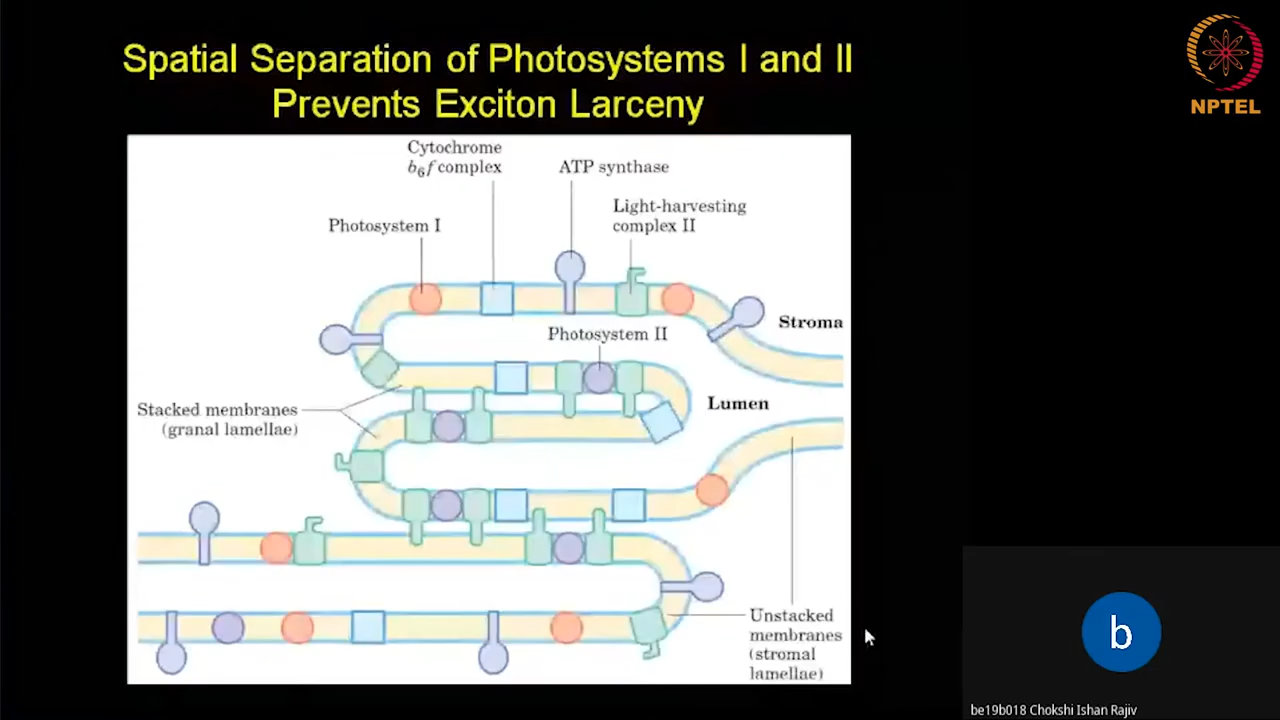 Spatial Separation of Photosystems I and II
Prevents Exciton Larceny
NPTEL
Cytochrome
b6f complex
ATP synthase
Light-harvesting
complex II
Photosystem I
Stroma
Photosystem II
Lumen
Stacked membranes
(granal lamellae)
Unstacked
membranes
(stromal
lamellae)
b
be19b018 Chokshi Ishan Rajiv